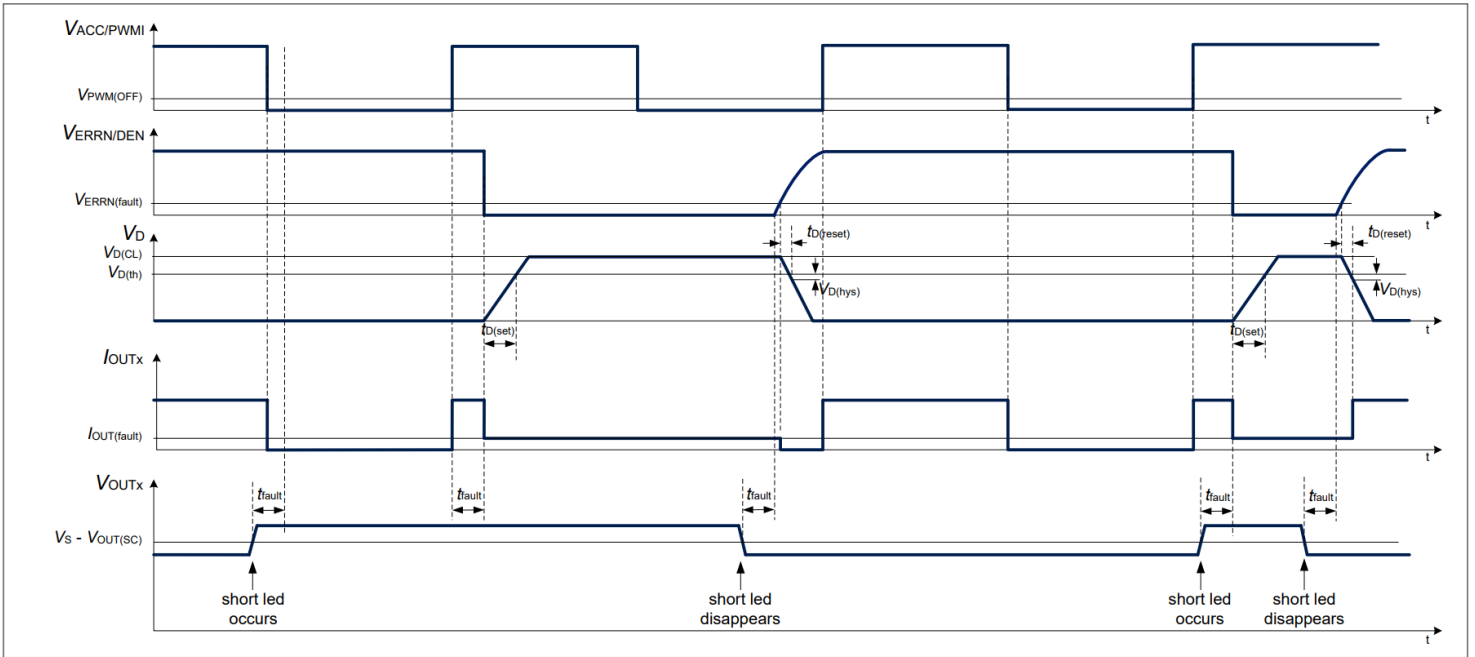 VACC/PWMI
VPWM(OFF)
t
VERRN/DEN
VERRN(fault)
t
VD
tD(reset)
tD(reset)
VD(CL)
VD(th)
VD(hys)
VD(hys)
tD(set)
tD(set)
t
IOUTx
IOUT(fault)
t
VOUTx
tfault
tfault
tfault
tfault
tfault
VS - VOUT(SC)
short led
occurs
short led
disappears
short led
occurs
short led
disappears
t